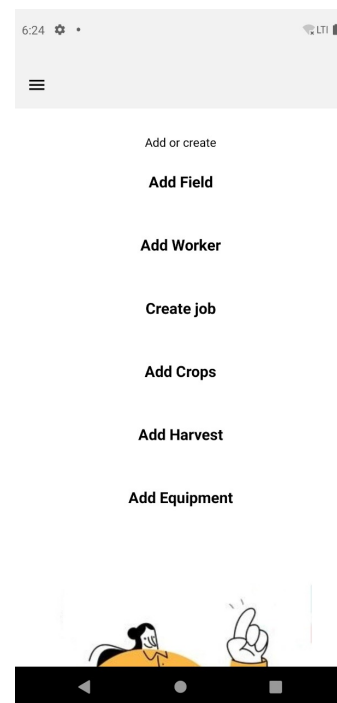 6:24
LTI
Add or create
Add Field
Add Worker
Create job
Add Crops
Add Harvest
Add Equipment